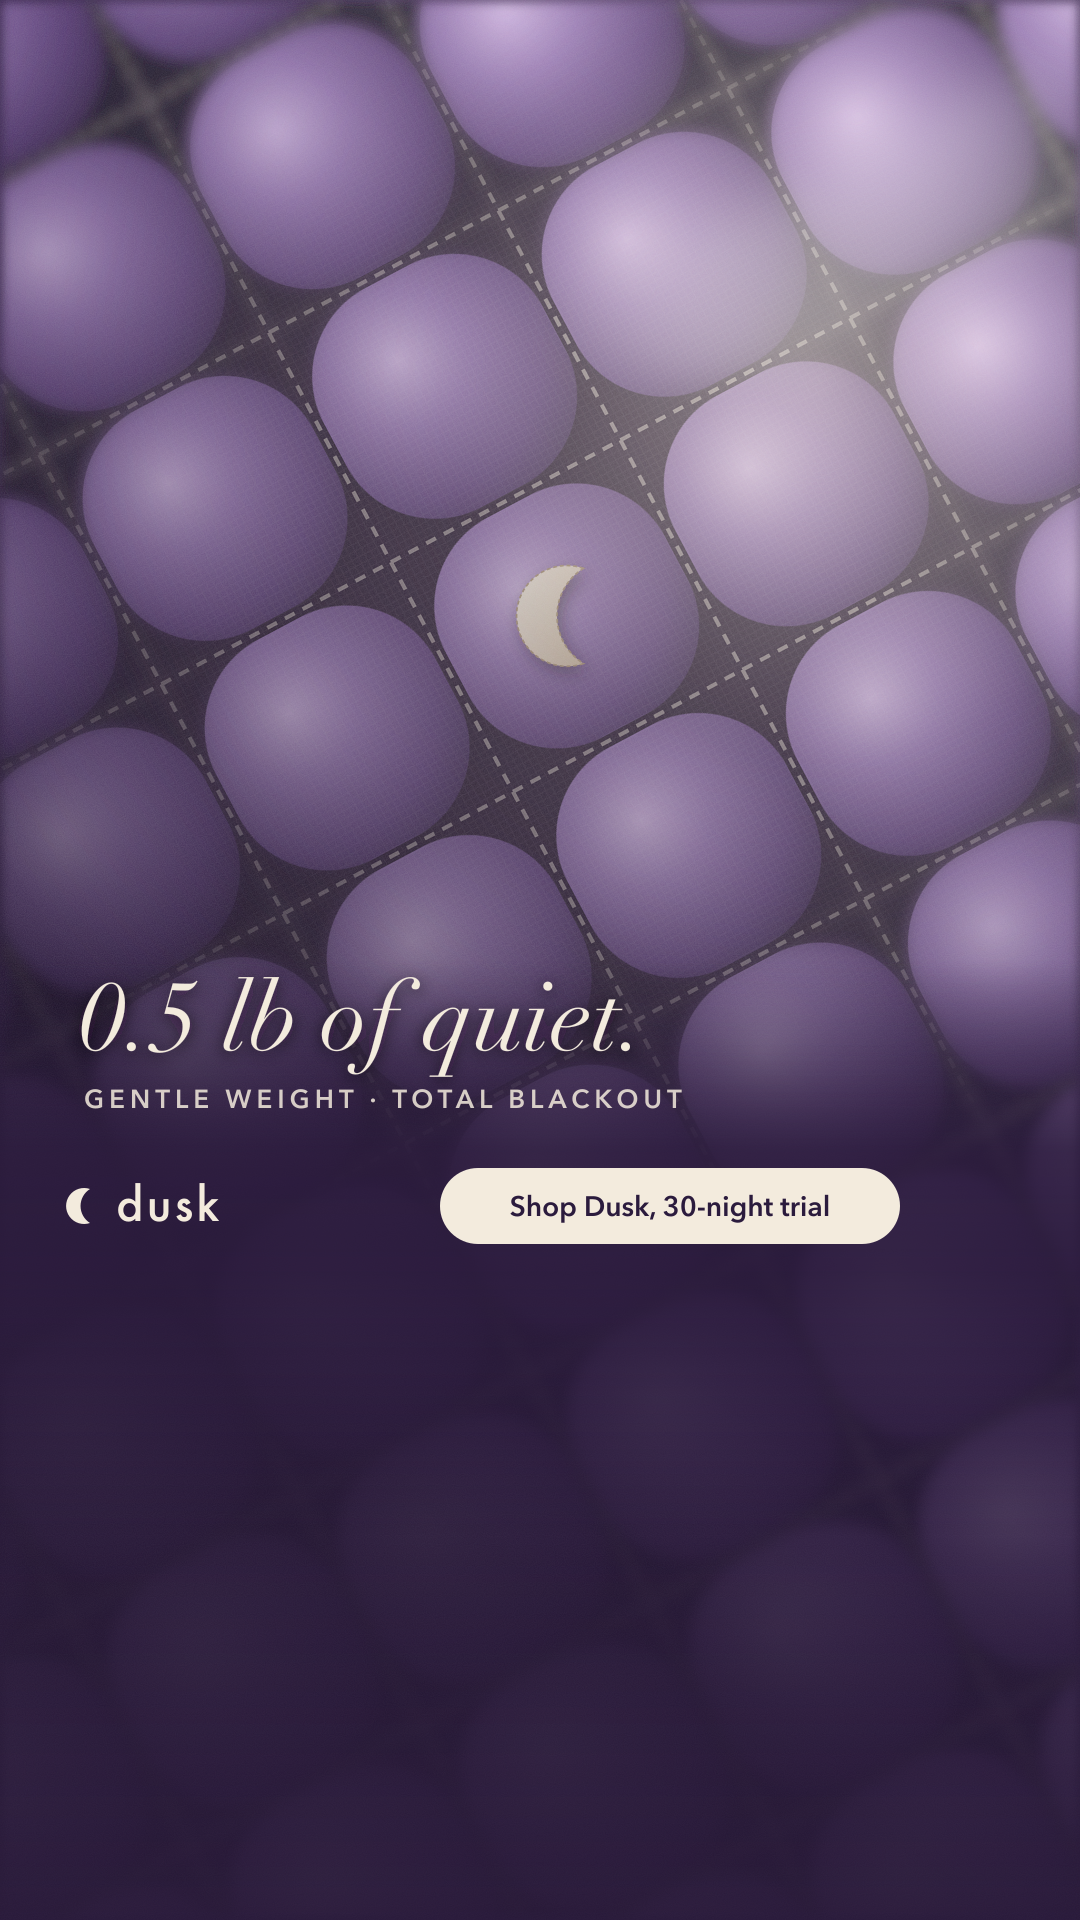 0.5 lb of quiet.
GENTLE WEIGHT · TOTAL BLACKOUT
dusk
Shop Dusk, 30-night trial